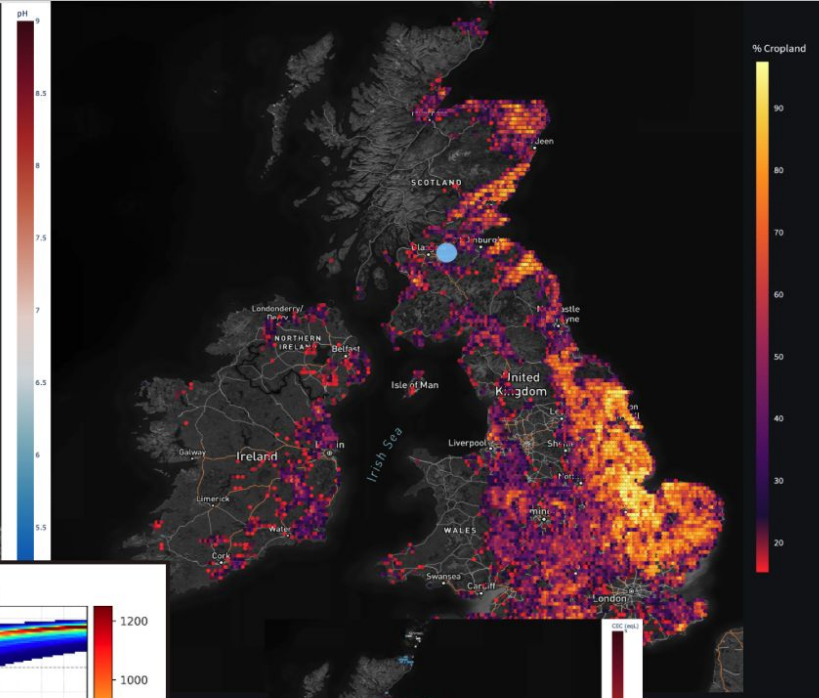 pH
9
8.5
8
7.5
7
6.5
6
5.5
% Cropland
90
80
70
60
50
40
30
20
SCOTLAND
Londonderry/
NORTHERN
Belfast
Isle of Man
United
Kingdom
Liverpool
Irish Sea
Galway
Ireland
Limerick
Cork
WALES
Swansea
Cardiff
London
1200
1000